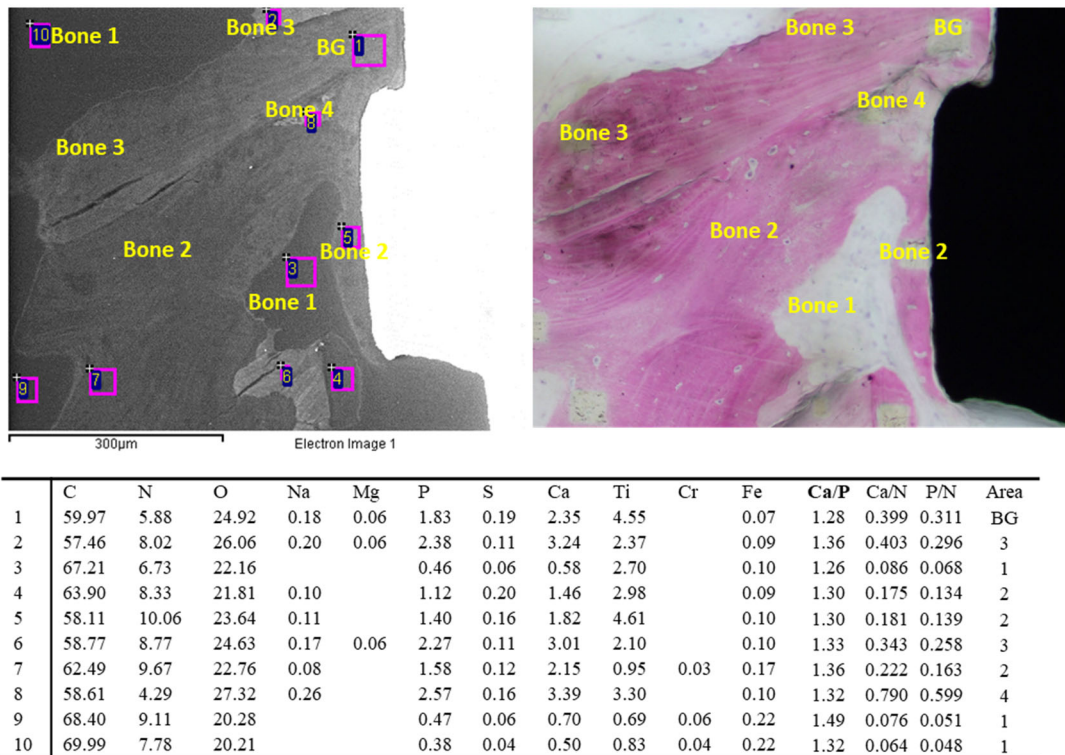 10 Bone 1
2
Bone 3
BG 1
Bone 4
8
Bone 3
Bone 2
5
Bone 2
3
Bone 1
9
7
6
4
300µm
Electron Image 1
Bone 3
BG
Bone 4
Bone 3
Bone 2
Bone 2
Bone 1
C N O Na Mg P S Ca Ti Cr Fe Ca/P Ca/N P/N Area
1 59.97 5.88 24.92 0.18 0.06 1.83 0.19 2.35 4.55 0.07 1.28 0.399 0.311 BG
2 57.46 8.02 26.06 0.20 0.06 2.38 0.11 3.24 2.37 0.09 1.36 0.403 0.296 3
3 67.21 6.73 22.16 0.46 0.06 0.58 2.70 0.10 1.26 0.086 0.068 1
4 63.90 8.33 21.81 0.10 1.12 0.20 1.46 2.98 0.09 1.30 0.175 0.134 2
5 58.11 10.06 23.64 0.11 1.40 0.16 1.82 4.61 0.10 1.30 0.181 0.139 2
6 58.77 8.77 24.63 0.17 0.06 2.27 0.11 3.01 2.10 0.10 1.33 0.343 0.258 3
7 62.49 9.67 22.76 0.08 1.58 0.12 2.15 0.95 0.03 0.17 1.36 0.222 0.163 2
8 58.61 4.29 27.32 0.26 2.57 0.16 3.39 3.30 0.10 1.32 0.790 0.599 4
9 68.40 9.11 20.28 0.47 0.06 0.70 0.69 0.06 0.22 1.49 0.076 0.051 1
10 69.99 7.78 20.21 0.38 0.04 0.50 0.83 0.04 0.22 1.32 0.064 0.048 1